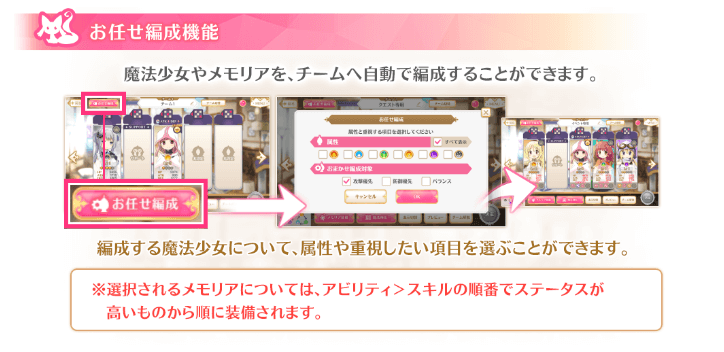 お任せ編成機能
魔法少女やメモリアを、チームへ自動で編成することができます。
お任せ編成
お任せ編成
属性と重視する項目を選択してください
属性
すべて選択
おまかせ編成対象
攻撃優先
防御優先
バランス
キャンセル
OK
編成する魔法少女について、属性や重視したい項目を選ぶことができます。
※選択されるメモリアについては、アビリティ＞スキルの順番でステータスが
高いものから順に装備されます。